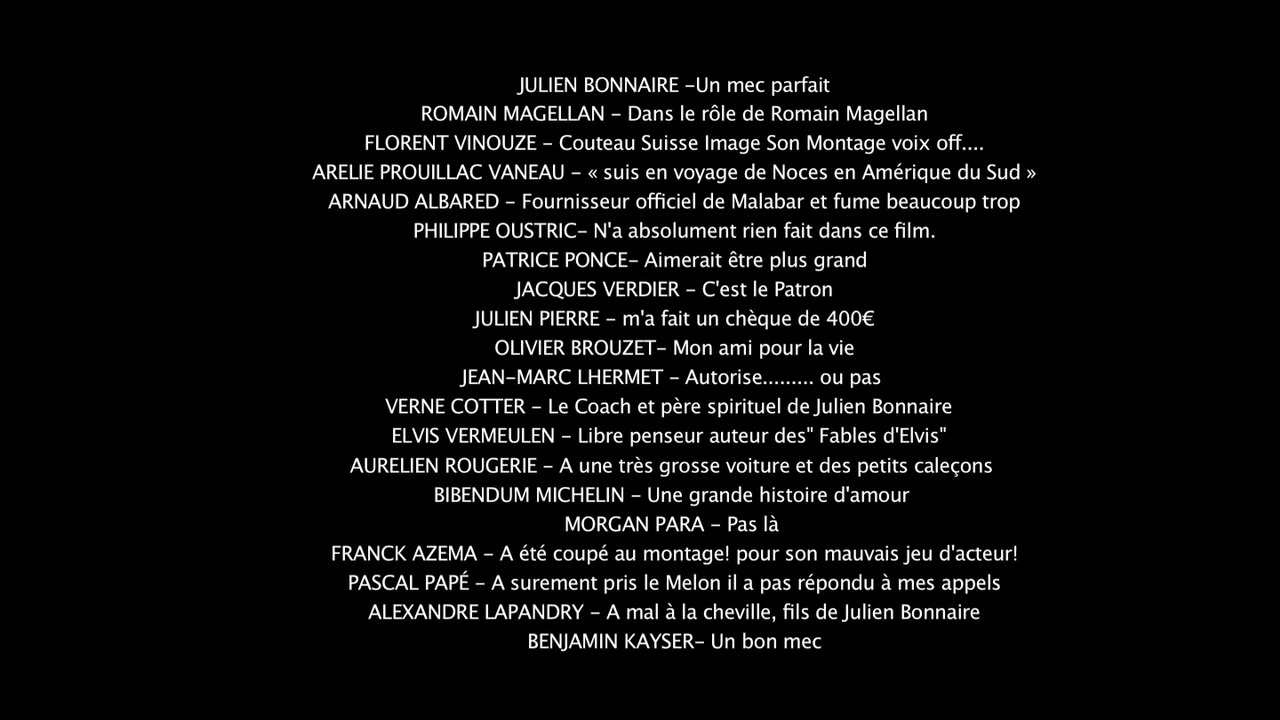 JULIEN BONNAIRE -Un mec parfait
ROMAIN MAGELLAN - Dans le rôle de Romain Magellan
FLORENT VINOUZE - Couteau Suisse Image Son Montage voix off....
ARELIE PROUILLAC VANEAU - « suis en voyage de Noces en Amérique du Sud »
ARNAUD ALBARED - Fournisseur officiel de Malabar et fume beaucoup trop
PHILIPPE OUSTRIC- N'a absolument rien fait dans ce film.
PATRICE PONCE- Aimerait être plus grand
JACQUES VERDIER - C'est le Patron
JULIEN PIERRE - m'a fait un chèque de 400€
OLIVIER BROUZET- Mon ami pour la vie
JEAN-MARC LHERMET - Autorise......... ou pas
VERNE COTTER - Le Coach et père spirituel de Julien Bonnaire
ELVIS VERMEULEN - Libre penseur auteur des" Fables d'Elvis"
AURELIEN ROUGERIE - A une très grosse voiture et des petits caleçons
BIBENDUM MICHELIN - Une grande histoire d'amour
MORGAN PARA - Pas là
FRANCK AZEMA - A été coupé au montage! pour son mauvais jeu d'acteur!
PASCAL PAPÉ - A surement pris le Melon il a pas répondu à mes appels
ALEXANDRE LAPANDRY - A mal à la cheville, fils de Julien Bonnaire
BENJAMIN KAYSER- Un bon mec